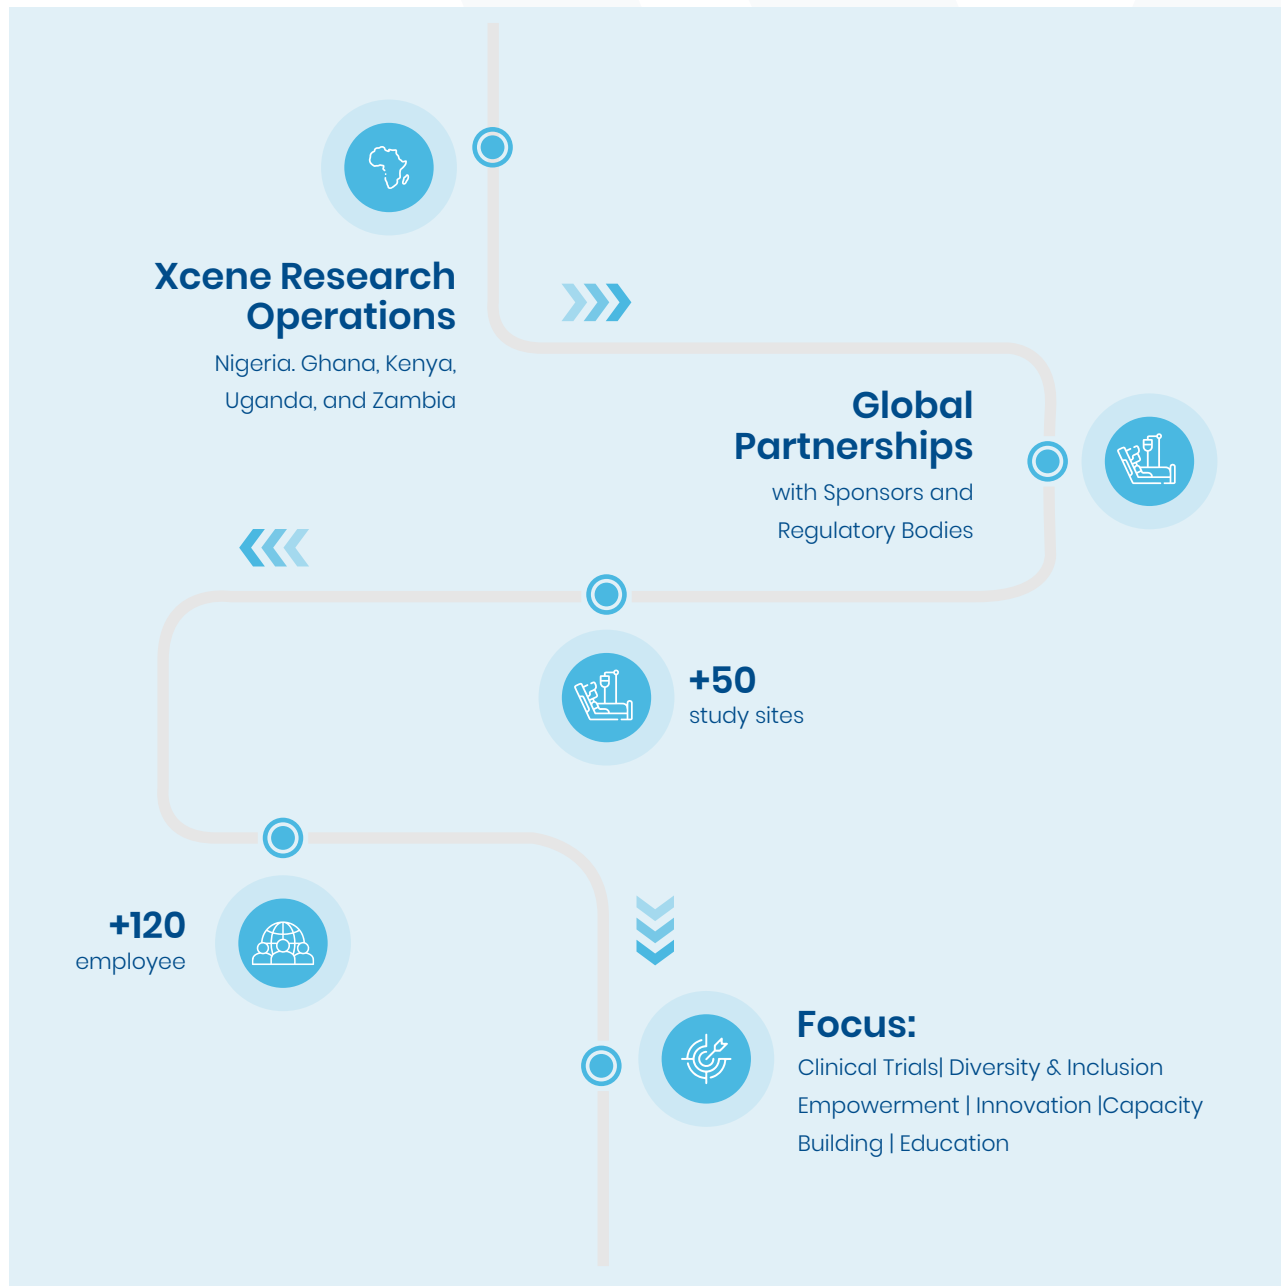 Xcene Research
Operations
Nigeria. Ghana, Kenya,
Uganda, and Zambia
Global
Partnerships
with Sponsors and
Regulatory Bodies
+50
study sites
+120
employee
Focus:
Clinical Trials| Diversity & Inclusion
Empowerment | Innovation |Capacity
Building | Education